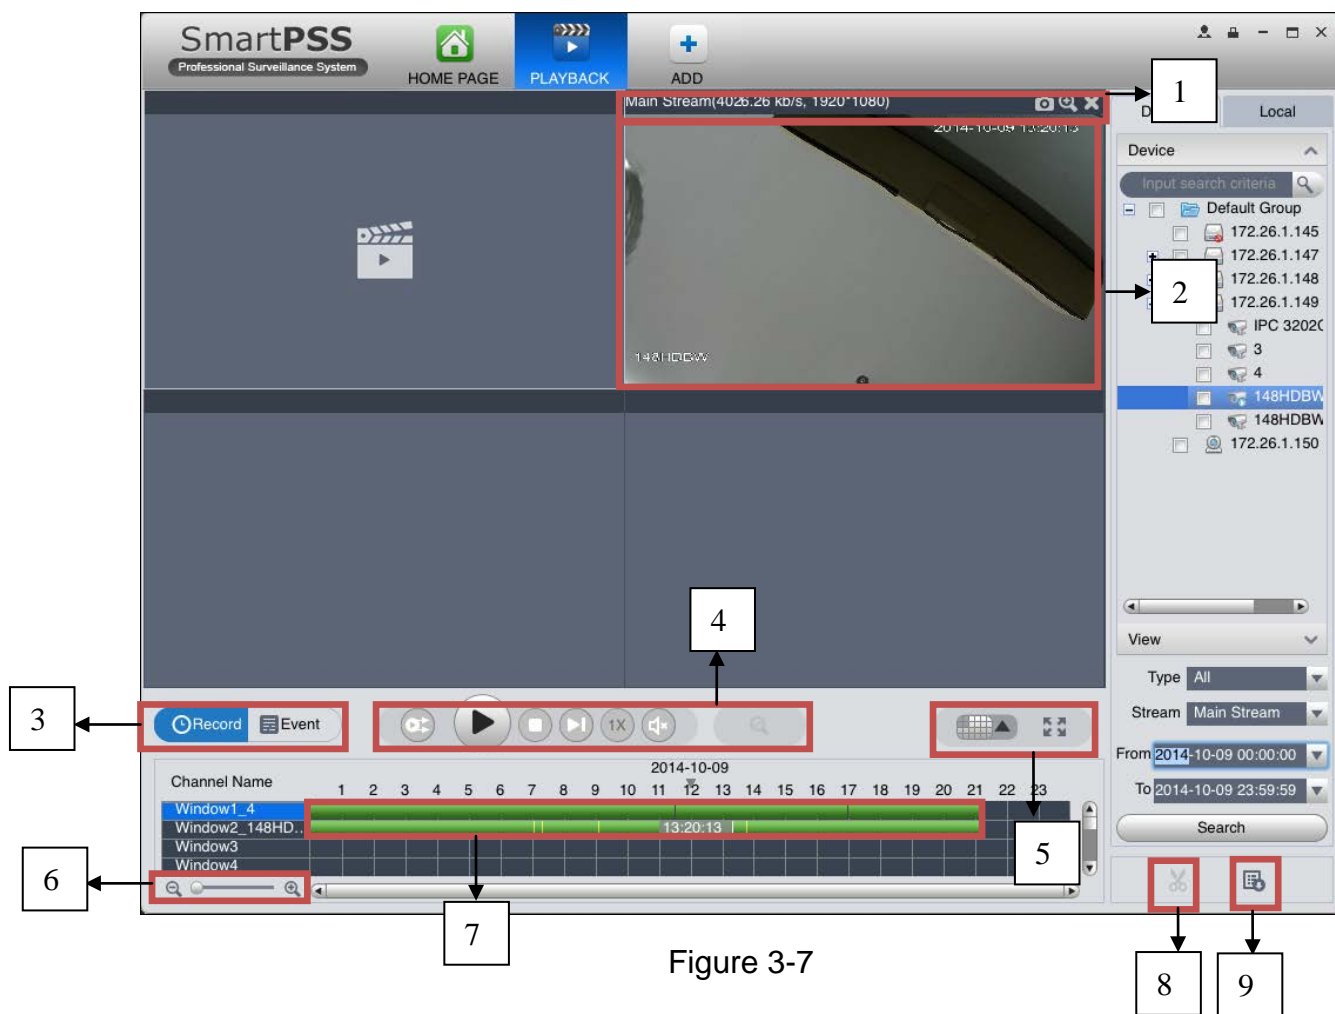 SmartPSS
Professional Surveillance System
HOME PAGE
PLAYBACK
ADD
Main Stream(4026.26 kb/s, 1920*1080)
1
D
Local
2014-10-09 13:20:13
Device
Input search criteria
Default Group
172.26.1.145
172.26.1.147
172.26.1.148
2
172.26.1.149
IPC 3202
3
4
148HDBW
148HDBW
172.26.1.150
148HDBW
4
View
Type All
3
Record
Event
1X
Stream Main Stream
From 2014-10-09 00:00:00
To 2014-10-09 23:59:59
Search
2014-10-09
Channel Name
1 2 3 4 5 6 7 8 9 10 11 12 13 14 15 16 17 18 19 20 21 22 23
Window1_4
Window2_148HD..
13:20:13
Window3
Window4
5
6
7
8
9
Figure 3-7